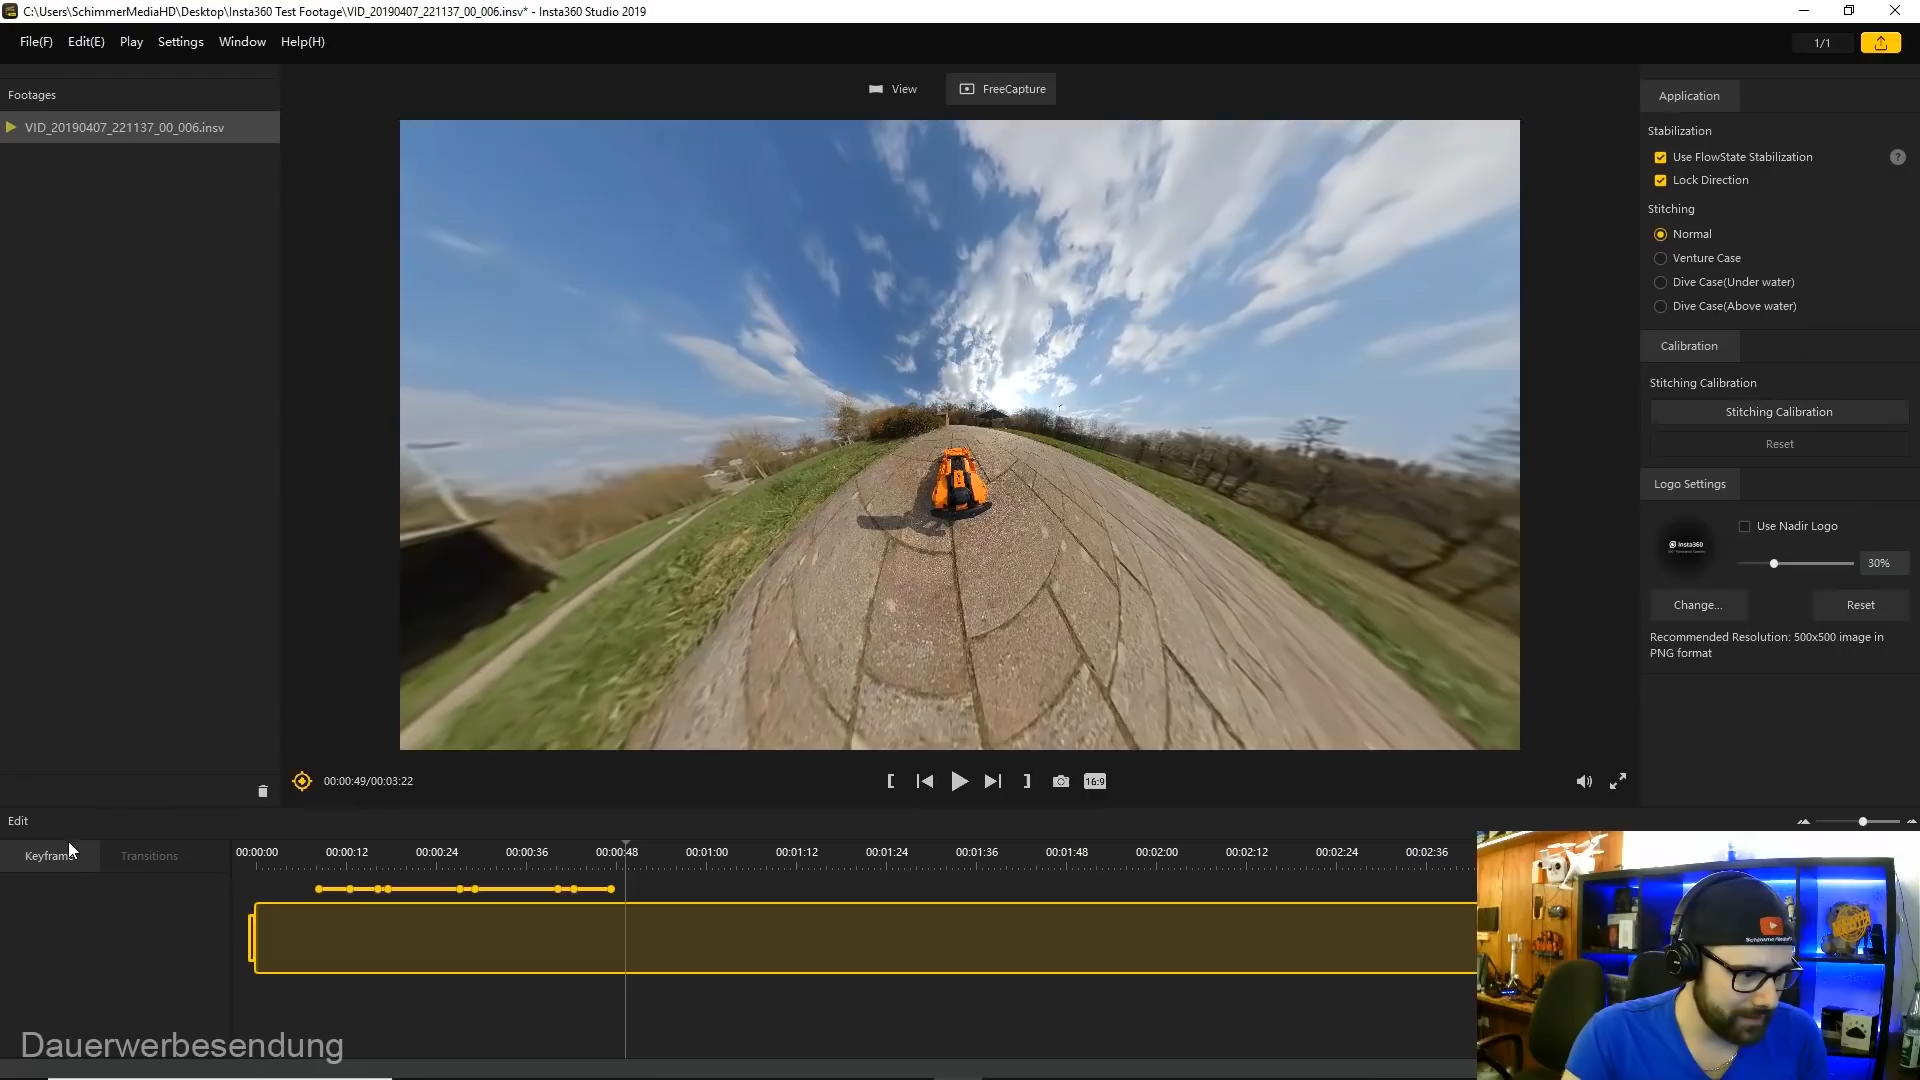 C:\Users\SchimmerMediaHD\Desktop\Insta360 Test Footage\VID_20190407_221137_00_006.insv* - Insta360 Studio 2019
File(F) Edit(E) Play Settings Window Help(H)
1/1
Footages
VID_20190407_221137_00_006.insv
View FreeCapture
Application
Stabilization
Use FlowState Stabilization ?
Lock Direction
Stitching
Normal
Venture Case
Dive Case(Under water)
Dive Case(Above water)
Calibration
Stitching Calibration
Stitching Calibration
Reset
Logo Settings
Insta360
Use Nadir Logo
30%
Change... Reset
Recommended Resolution: 500x500 image in
PNG format
00:00:49/00:03:22
16:9
Edit
Keyframe Transitions
00:00:00 00:00:12 00:00:24 00:00:36 00:00:48 00:01:00 00:01:12 00:01:24 00:01:36 00:01:48 00:02:00 00:02:12 00:02:24 00:02:36
Dauerwerbesendung